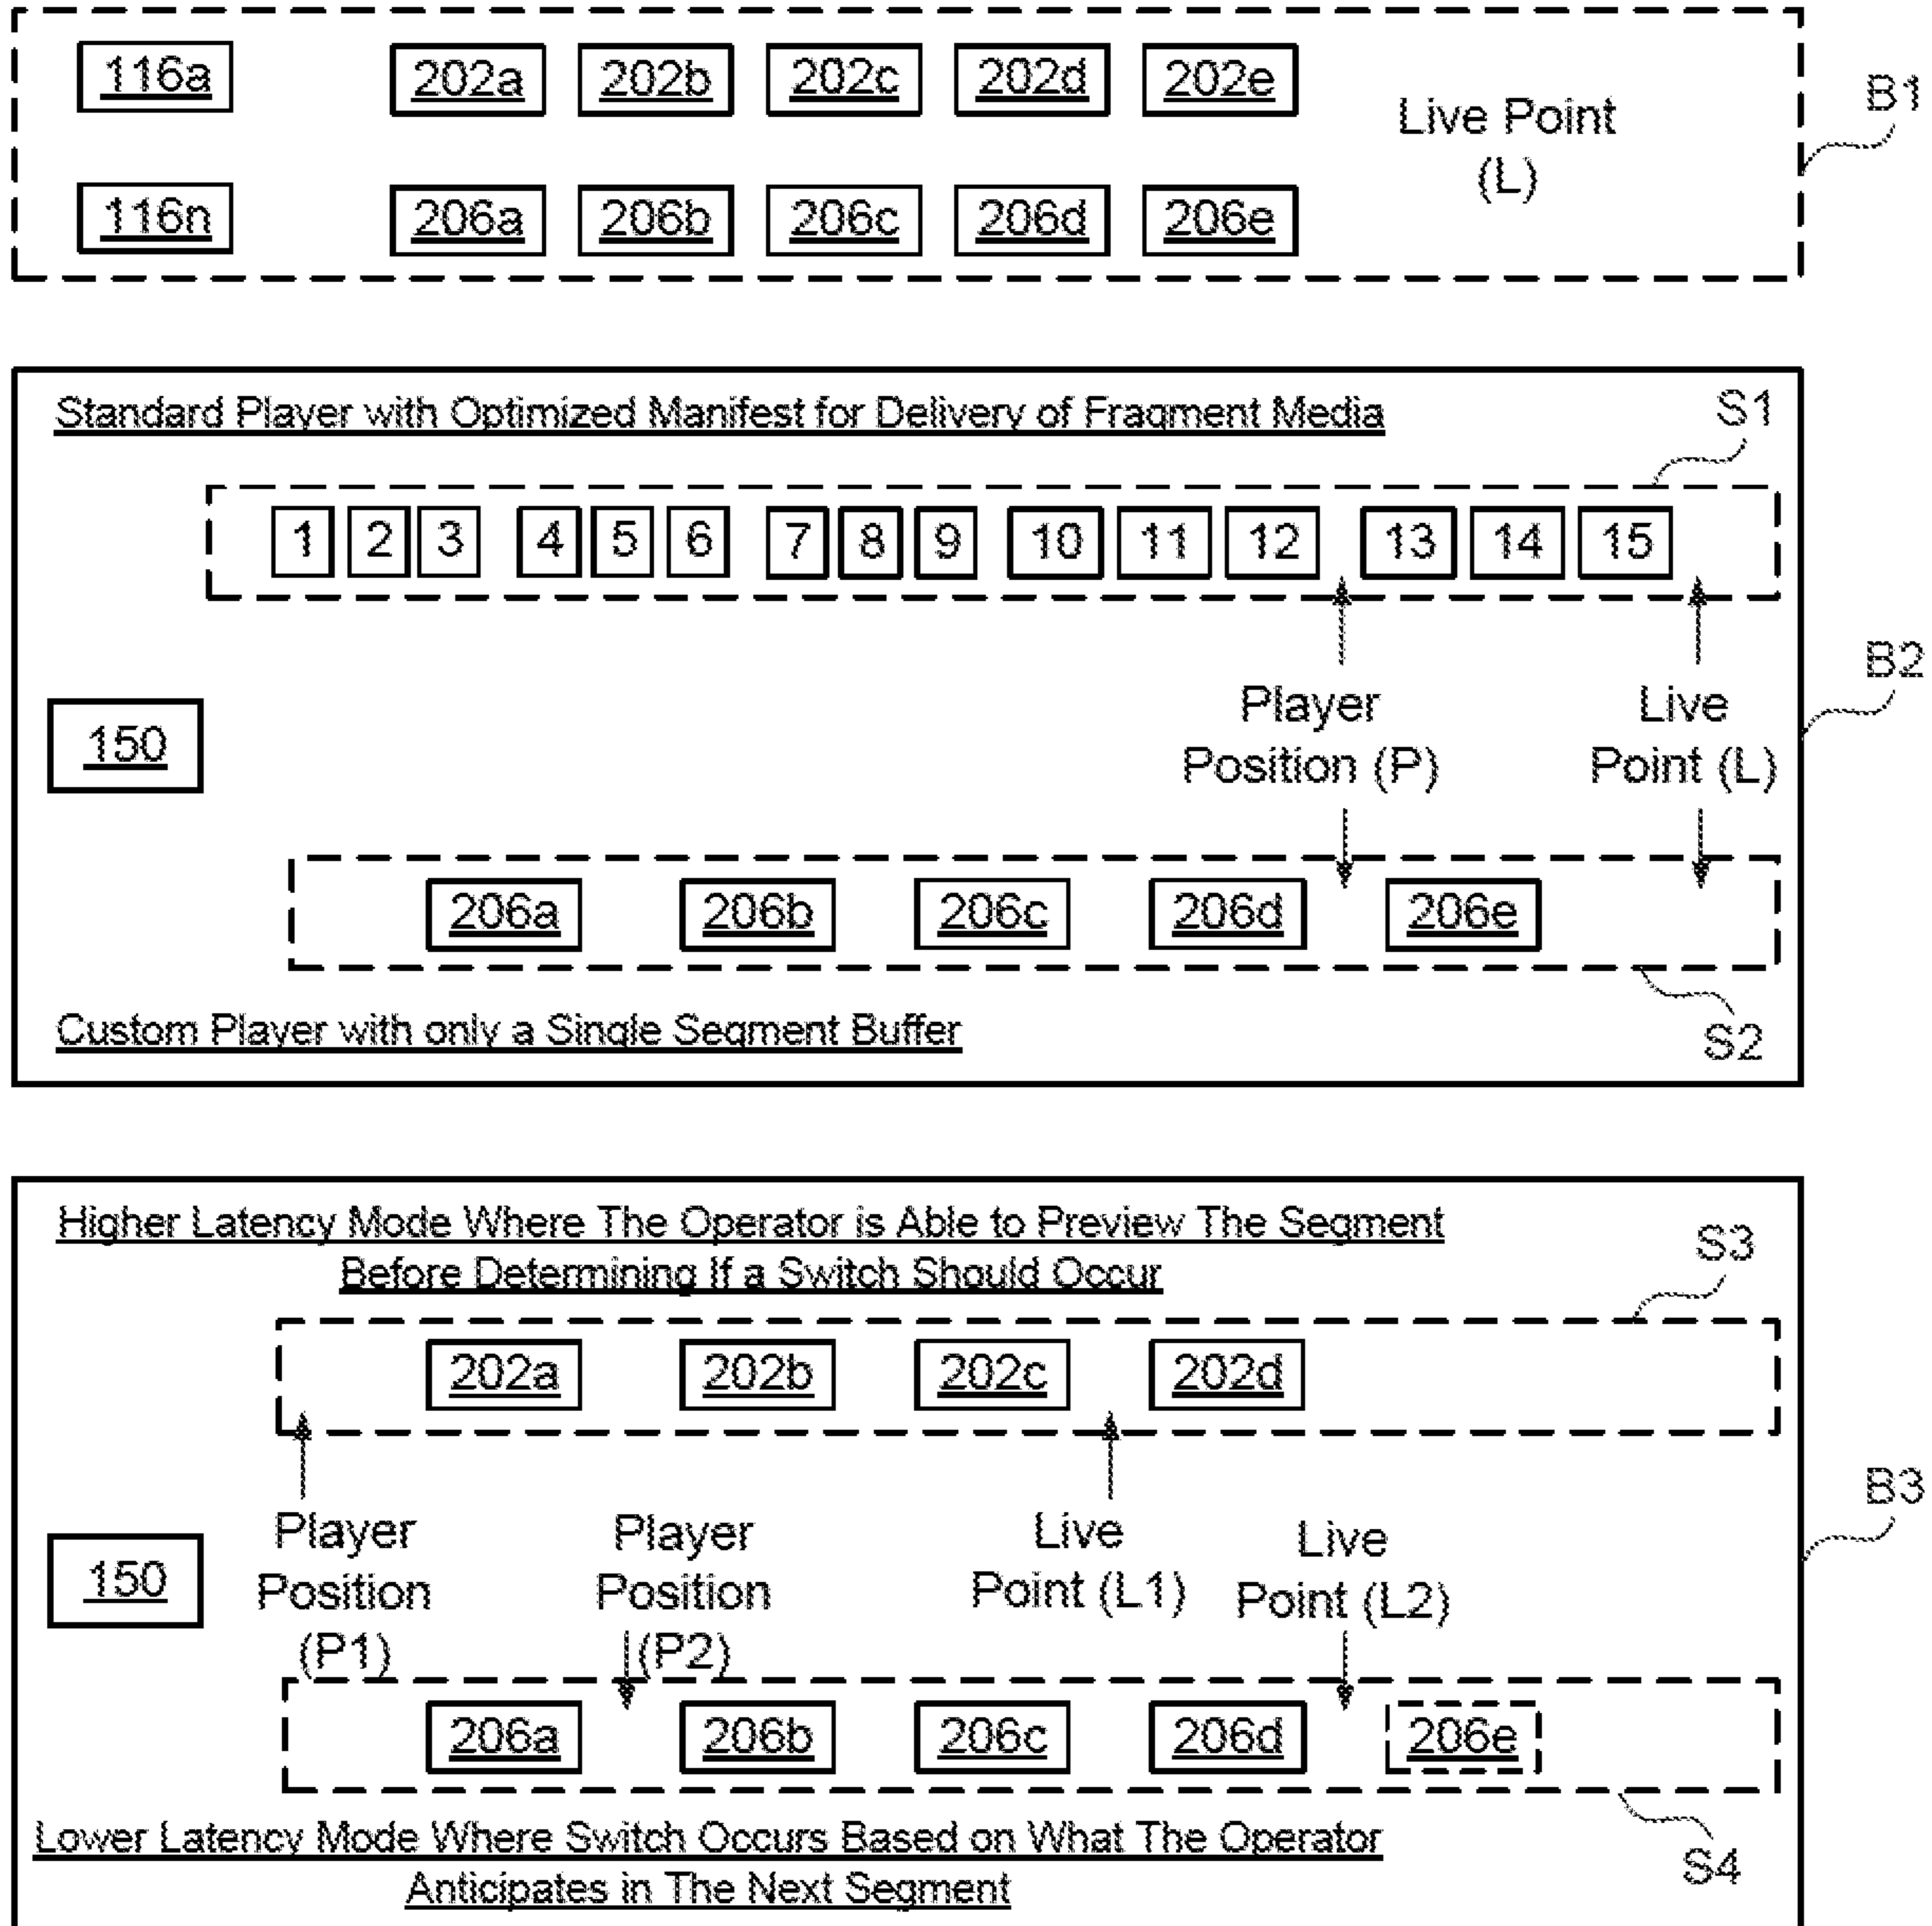 116a 202a 202b 202c 202d 202e
Live Point
(L)
B1
116n 206a 206b 206c 206d 206e
Standard Player with Optimized Manifest for Delivery of Fragment Media
S1
1 2 3 4 5 6 7 8 9 10 11 12 13 14 15
B2
Player
Position (P)
Live
Point (L)
150
206a 206b 206c 206d 206e
Custom Player with only a Single Segment Buffer
S2
Higher Latency Mode Where The Operator is Able to Preview The Segment
Before Determining If a Switch Should Occur
S3
202a 202b 202c 202d
B3
150
Player
Position
(P1)
Player
Position
(P2)
Live
Point (L1)
Live
Point (L2)
206a 206b 206c 206d 206e
Lower Latency Mode Where Switch Occurs Based on What The Operator
Anticipates in The Next Segment
S4